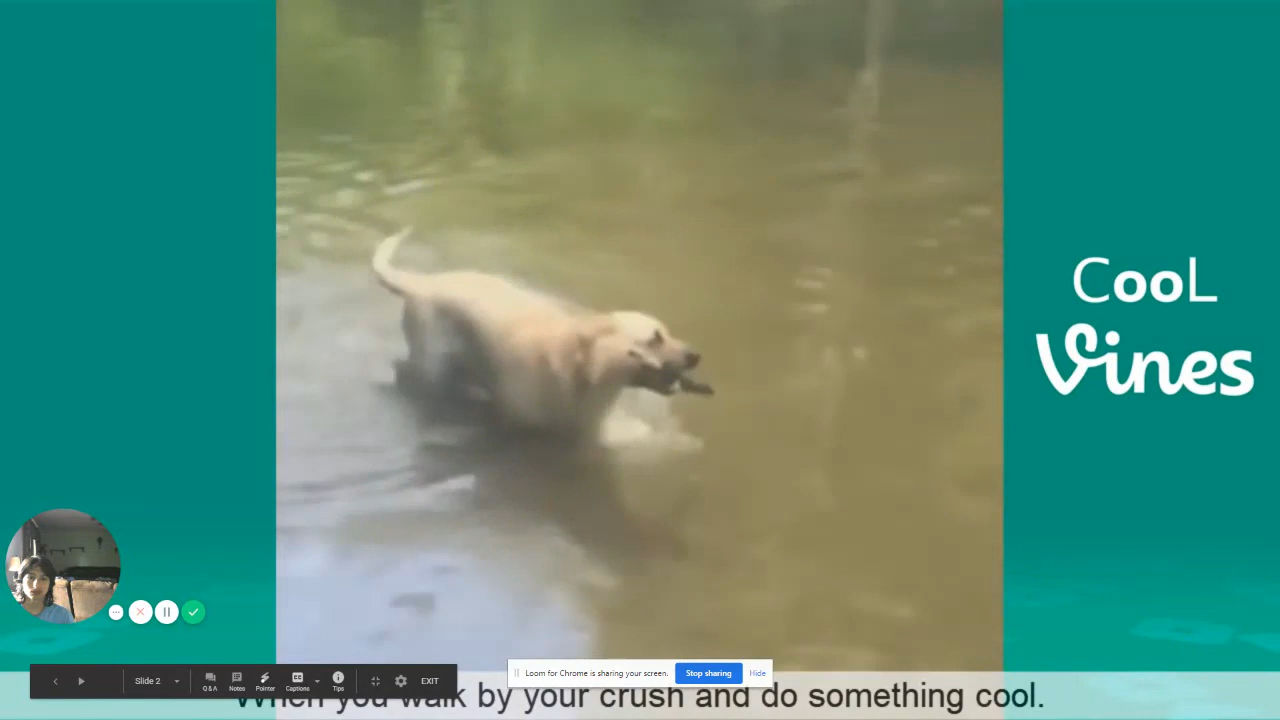 CooL
Vines
Slide 2
Q & A
Notes
Pointer
Captions
Tips
EXIT
Loom for Chrome is sharing your screen.
Stop sharing
Hide
When you walk by your crush and do something cool.